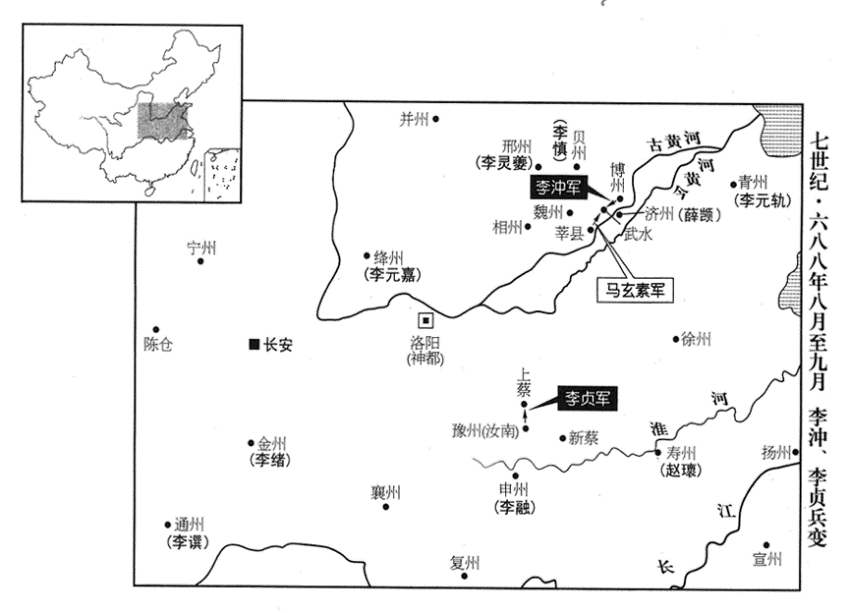 并州
邢州
(李灵夔)
(李慎)
贝州
古黄河
今黄河
博州
李冲军
青州
(李元轨)
魏州
济州(薛𫖮)
相州
莘县
武水
马玄素军
宁州
绛州
(李元嘉)
陈仓
长安
洛阳
(神都)
徐州
上蔡
李贞军
豫州(汝南)
新蔡
淮河
寿州
(赵瓌)
扬州
金州
(李绪)
申州
(李融)
襄州
通州
(李谭)
复州
长江
宣州
七世纪·六八八年八月至九月 李冲、李贞兵变